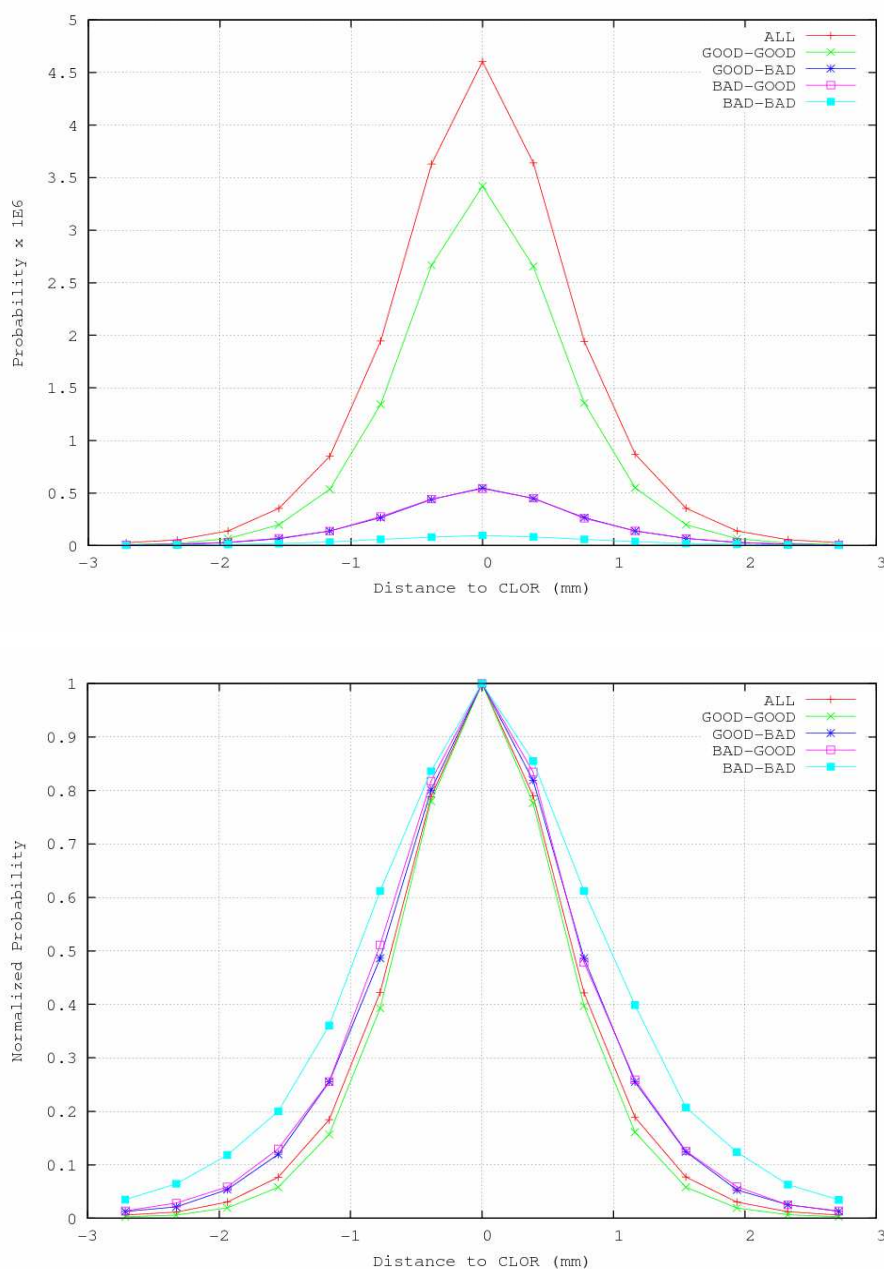 5
4.5
4
3.5
3
2.5
2
1.5
1
0.5
0
Probability x 1E6
ALL
GOOD-GOOD
GOOD-BAD
BAD-GOOD
BAD-BAD
-3 -2 -1 0 1 2 3
Distance to CLOR (mm)
1
0.9
0.8
0.7
0.6
0.5
0.4
0.3
0.2
0.1
0
Normalized Probability
ALL
GOOD-GOOD
GOOD-BAD
BAD-GOOD
BAD-BAD
-3 -2 -1 0 1 2 3
Distance to CLOR (mm)